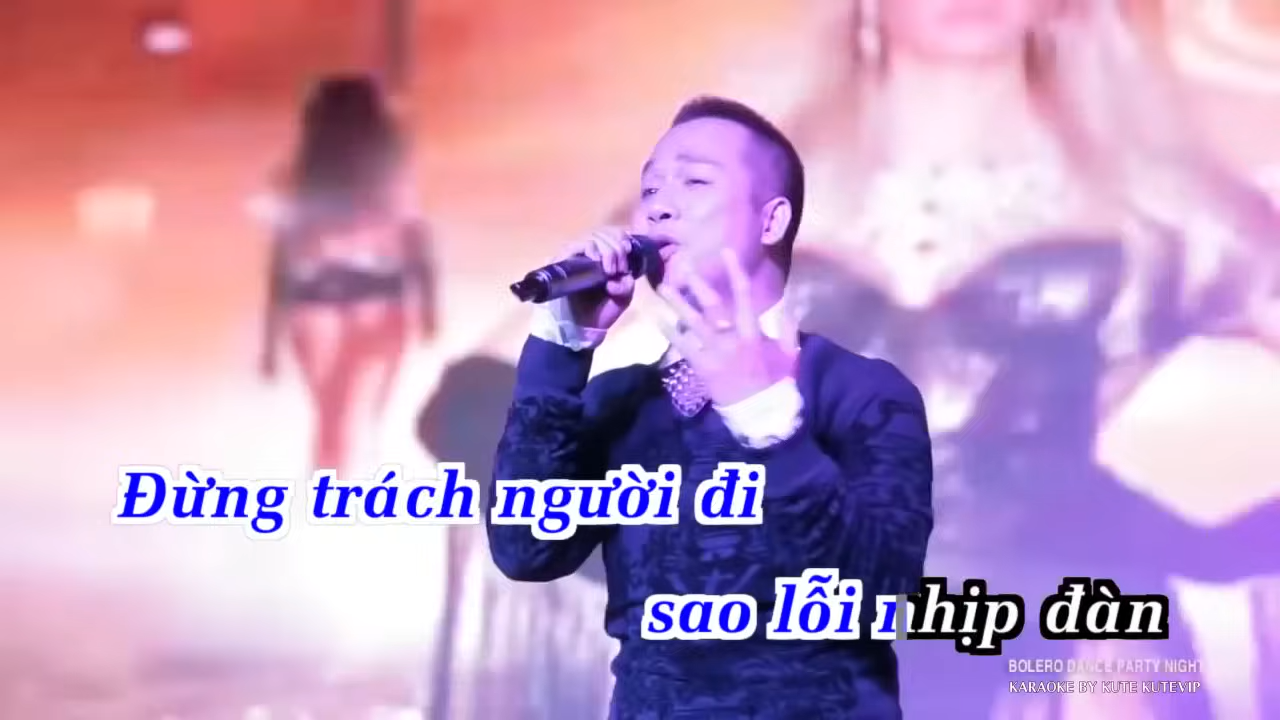 Đừng trách người đi
sao lỗi nhịp đàn
BOLERO DANCE PARTY NIGHT
KARAOKE BY KUTE KUTEVIP